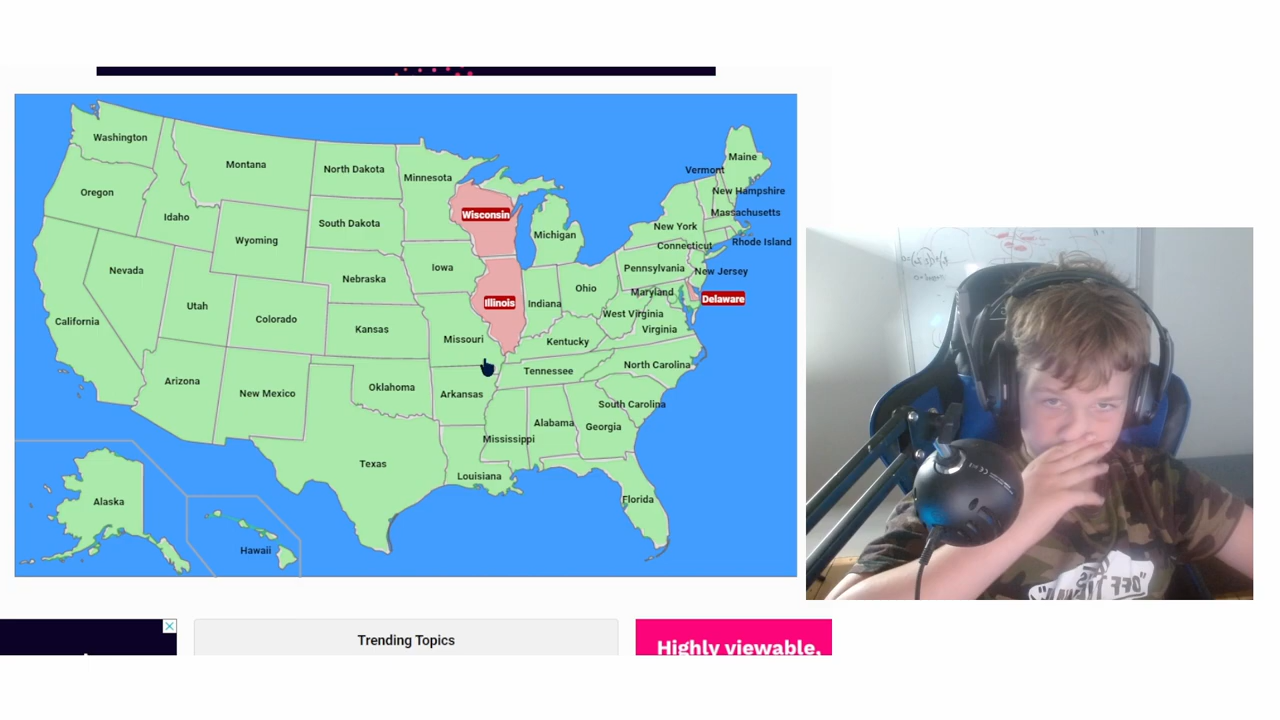 Washington
Montana
North Dakota
Minnesota
Maine
Vermont
Oregon
Idaho
South Dakota
Wisconsin
New Hampshire
Massachusetts
Wyoming
Michigan
New York
Connecticut
Rhode Island
Nevada
Nebraska
Iowa
Pennsylvania
New Jersey
Utah
Colorado
Illinois
Indiana
Ohio
Maryland
Delaware
California
Kansas
Missouri
Kentucky
West Virginia
Virginia
Arizona
New Mexico
Oklahoma
Arkansas
Tennessee
North Carolina
South Carolina
Mississippi
Alabama
Georgia
Texas
Louisiana
Florida
Alaska
Hawaii
Trending Topics
Highly viewable,